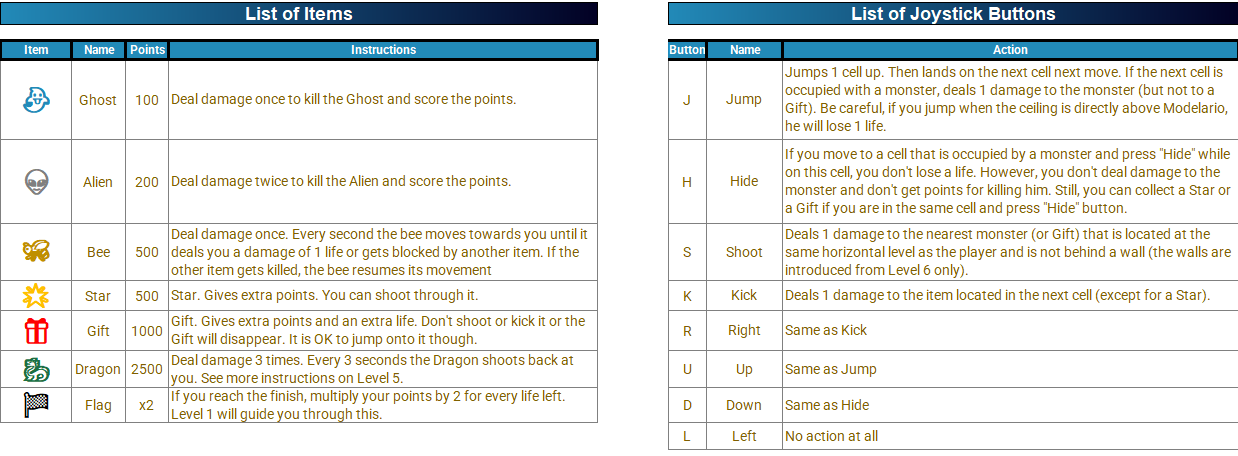 List of Items
Item Name Points Instructions
Ghost 100 Deal damage once to kill the Ghost and score the points.
Alien 200 Deal damage twice to kill the Alien and score the points.
Bee 500 Deal damage once. Every second the bee moves towards you until it
deals you a damage of 1 life or gets blocked by another item. If the
other item gets killed, the bee resumes its movement
Star 500 Star. Gives extra points. You can shoot through it.
Gift 1000 Gift. Gives extra points and an extra life. Don't shoot or kick it or the
Gift will disappear. It is OK to jump onto it though.
Dragon 2500 Deal damage 3 times. Every 3 seconds the Dragon shoots back at
you. See more instructions on Level 5.
Flag x2 If you reach the finish, multiply your points by 2 for every life left.
Level 1 will guide you through this.
List of Joystick Buttons
Button Name Action
J Jump Jumps 1 cell up. Then lands on the next cell next move. If the next cell is
occupied with a monster, deals 1 damage to the monster (but not to a
Gift). Be careful, if you jump when the ceiling is directly above Modelario,
he will lose 1 life.
H Hide If you move to a cell that is occupied by a monster and press "Hide" while
on this cell, you don't lose a life. However, you don't deal damage to the
monster and don't get points for killing him. Still, you can collect a Star or
a Gift if you are in the same cell and press "Hide" button.
S Shoot Deals 1 damage to the nearest monster (or Gift) that is located at the
same horizontal level as the player and is not behind a wall (the walls are
introduced from Level 6 only).
K Kick Deals 1 damage to the item located in the next cell (except for a Star).
R Right Same as Kick
U Up Same as Jump
D Down Same as Hide
L Left No action at all